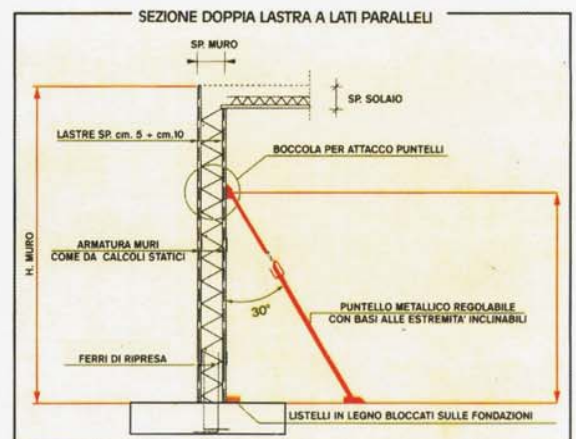 SEZIONE DOPPIA LASTRA A LATI PARALLELI
SP. MURO
SP. SOLAIO
LASTRE SP. cm. 5 ÷ cm.10
BOCCOLA PER ATTACCO PUNTELLI
H. MURO
ARMATURA MURI
COME DA CALCOLI STATICI
30°
PUNTELLO METALLICO REGOLABILE
CON BASI ALLE ESTREMITA' INCLINABILI
FERRI DI RIPRESA
LISTELLI IN LEGNO BLOCCATI SULLE FONDAZIONI